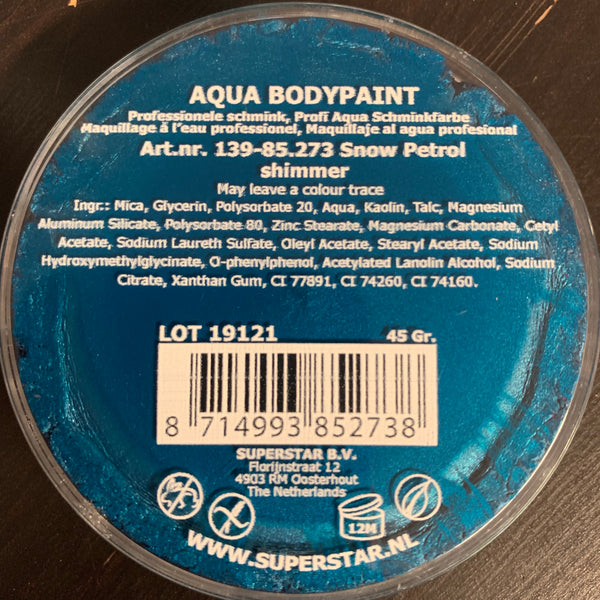 AQUA BODYPAINT
Professionele schmink, Profi Aqua Schminkfarbe
Maquillage à l'eau professionel, Maquillaje al agua profesional
Art.nr. 139-85.273 Snow Petrol
shimmer
May leave a colour trace
Ingr.: Mica, Glycerin, Polysorbate 20, Aqua, Kaolin, Talc, Magnesium
Aluminum Silicate, Polysorbate 80, Zinc Stearate, Magnesium Carbonate, Cetyl
Acetate, Sodium Laureth Sulfate, Oleyl Acetate, Stearyl Acetate, Sodium
Hydroxymethylglycinate, O-phenylphenol, Acetylated Lanolin Alcohol, Sodium
Citrate, Xanthan Gum, CI 77891, CI 74260, CI 74160.
LOT 19121 45 Gr.
8 714993 852738
SUPERSTAR B.V.
Florijnstraat 12
4903 RM Oosterhout
The Netherlands
12M
WWW.SUPERSTAR.NL